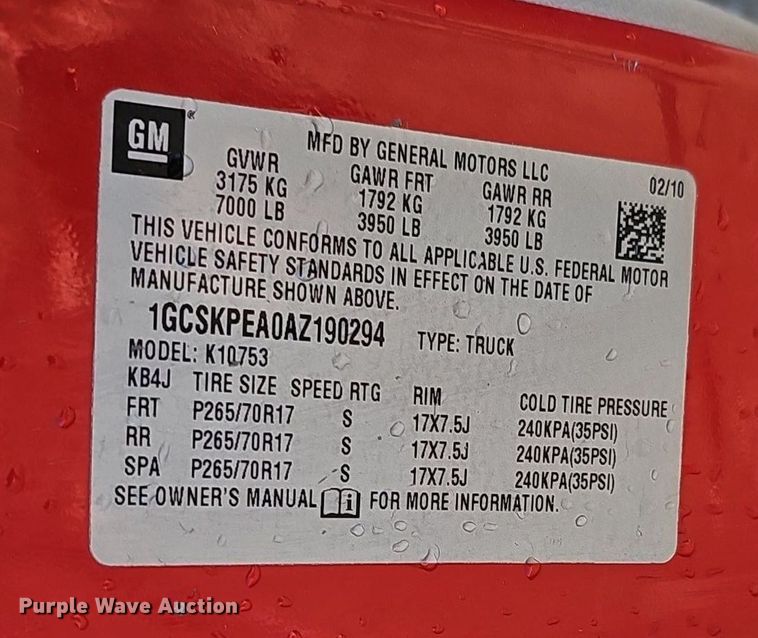 GM ®
MFD BY GENERAL MOTORS LLC
02/10
GVWR GAWR FRT GAWR RR
3175 KG 1792 KG 1792 KG
7000 LB 3950 LB 3950 LB
THIS VEHICLE CONFORMS TO ALL APPLICABLE U.S. FEDERAL MOTOR
VEHICLE SAFETY STANDARDS IN EFFECT ON THE DATE OF
MANUFACTURE SHOWN ABOVE.
1GCSKPEA0AZ190294 TYPE: TRUCK
MODEL: K10753
KB4J TIRE SIZE SPEED RTG RIM COLD TIRE PRESSURE
FRT P265/70R17 S 17X7.5J 240KPA(35PSI)
RR P265/70R17 S 17X7.5J 240KPA(35PSI)
SPA P265/70R17 S 17X7.5J 240KPA(35PSI)
SEE OWNER'S MANUAL i FOR MORE INFORMATION.
Purple Wave Auction